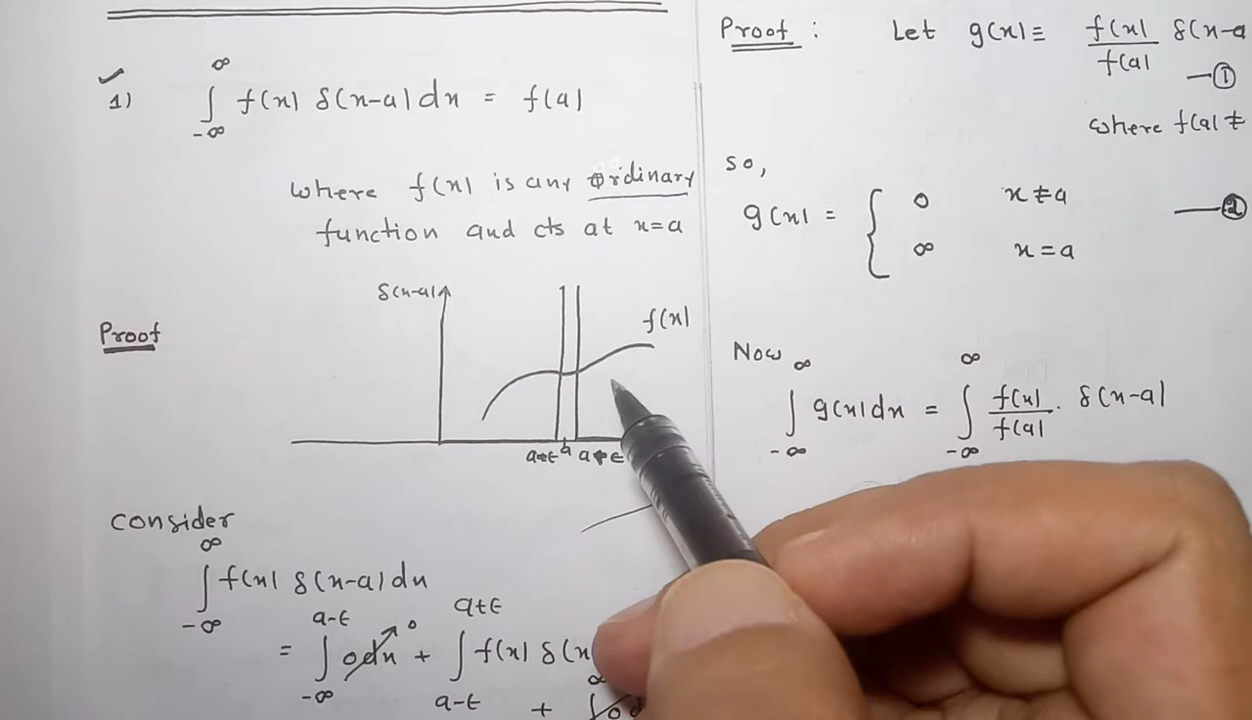 1) ∫_{-∞}^{∞} f(x) δ(x-a) dx = f(a)
where f(x) is any ordinary
function and cts at x=a
Proof
δ(x-a)
f(x)
a-ϵ a a+ϵ
consider
∫_{-∞}^{∞} f(x) δ(x-a) dx
= ∫_{-∞}^{a-ϵ} 0 dx 0 + ∫_{a-ϵ}^{a+ϵ} f(x) δ(x
+ ∫^{∞} 0 d
Proof : Let g(x) ≡ f(x)/f(a) δ(x-a
—①
where f(a) ≠
so,
g(x) = { 0 x≠a
∞ x=a —②
Now
∫_{-∞}^{∞} g(x) dx = ∫_{-∞}^{∞} f(x)/f(a) . δ(x-a)